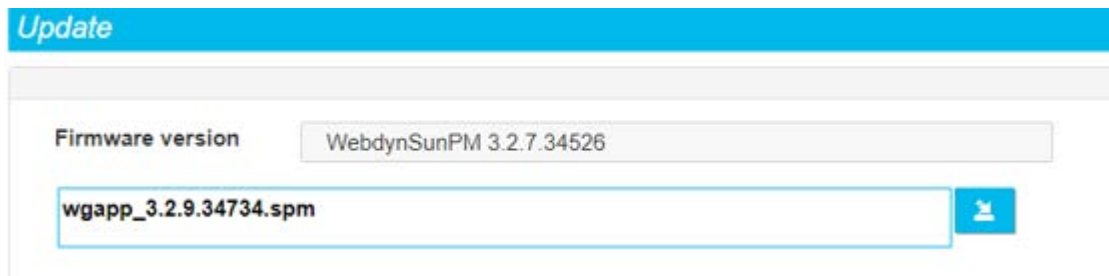 Update
Firmware version
WebdynSunPM 3.2.7.34526
wgapp_3.2.9.34734.spm